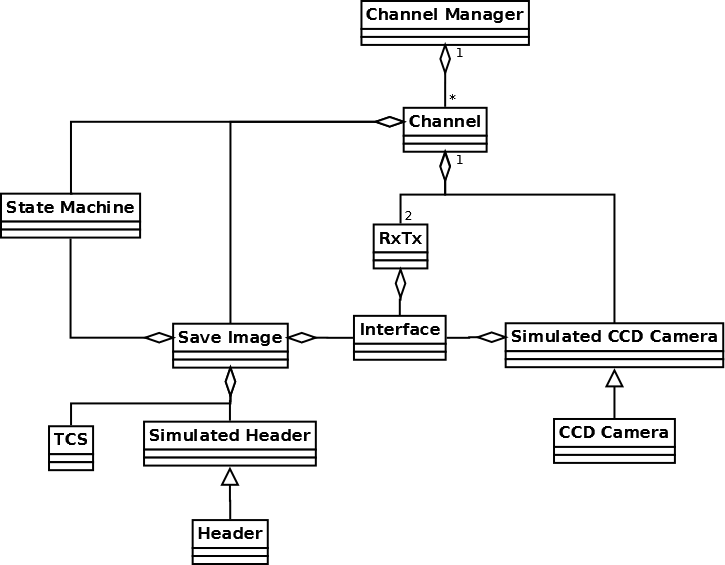 Channel Manager
1
*
Channel
1
State Machine
2
RxTx
Save Image
Interface
Simulated CCD Camera
TCS
Simulated Header
CCD Camera
Header